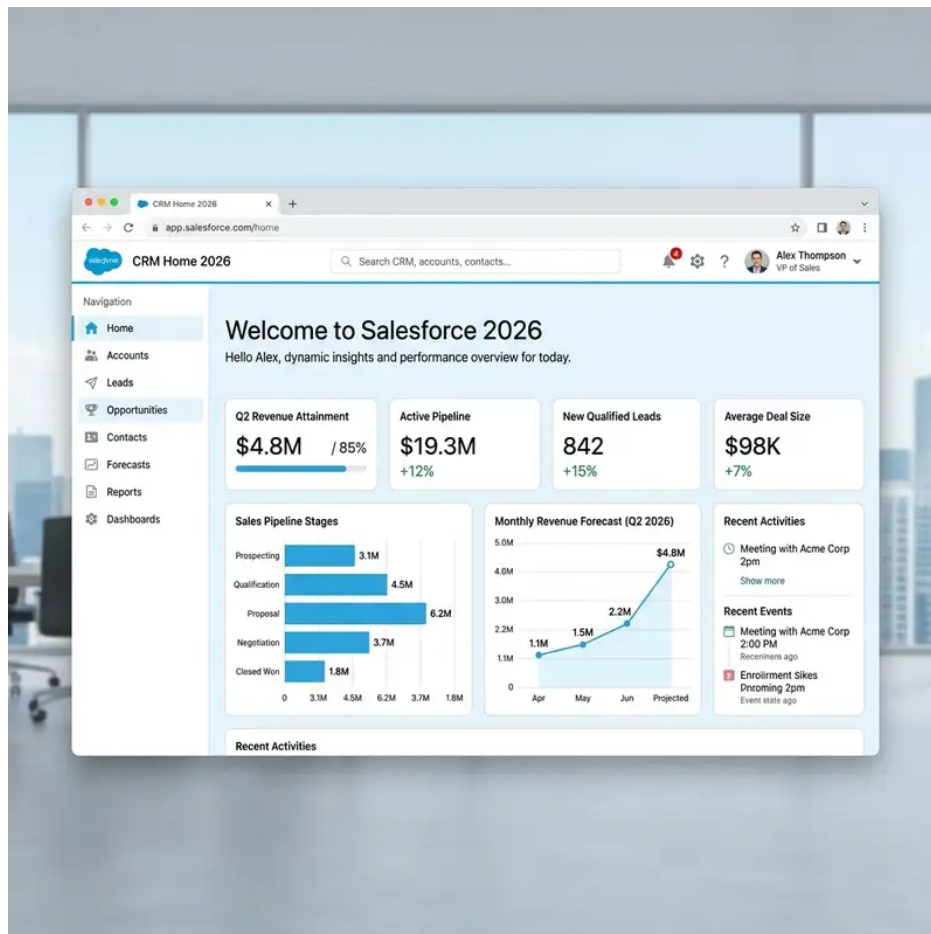 CRM Home 2026
app.salesforce.com/home
salesforce
CRM Home 2026
Search CRM, accounts, contacts...
4
Alex Thompson
VP of Sales
Navigation
Home
Accounts
Leads
Opportunities
Contacts
Forecasts
Reports
Dashboards
Welcome to Salesforce 2026
Hello Alex, dynamic insights and performance overview for today.
Q2 Revenue Attainment
$4.8M / 85%
Active Pipeline
$19.3M
+12%
New Qualified Leads
842
+15%
Average Deal Size
$98K
+7%
Sales Pipeline Stages
Prospecting 3.1M
Qualification 4.5M
Proposal 6.2M
Negotiation 3.7M
Closed Won 1.8M
0 3.1M 4.5M 6.2M 3.7M 1.8M
Monthly Revenue Forecast (Q2 2026)
5.0M
$4.8M
4.0M
3.0M
2.2M
2.2M
1.5M
1.1M
1.1M
0
Apr May Jun Projected
Recent Activities
Meeting with Acme Corp
2pm
Show more
Recent Events
Meeting with Acme Corp
2:00 PM
Receninens ago
Enroiirment Sikes
Pnroming 2pm
Event state ago
Recent Activities